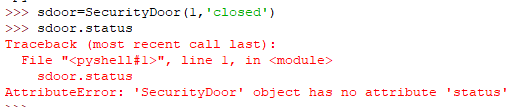 >>> sdoor=SecurityDoor(1,'closed')
>>> sdoor.status
Traceback (most recent call last):
  File "<pyshell#1>", line 1, in <module>
    sdoor.status
AttributeError: 'SecurityDoor' object has no attribute 'status'
>>>